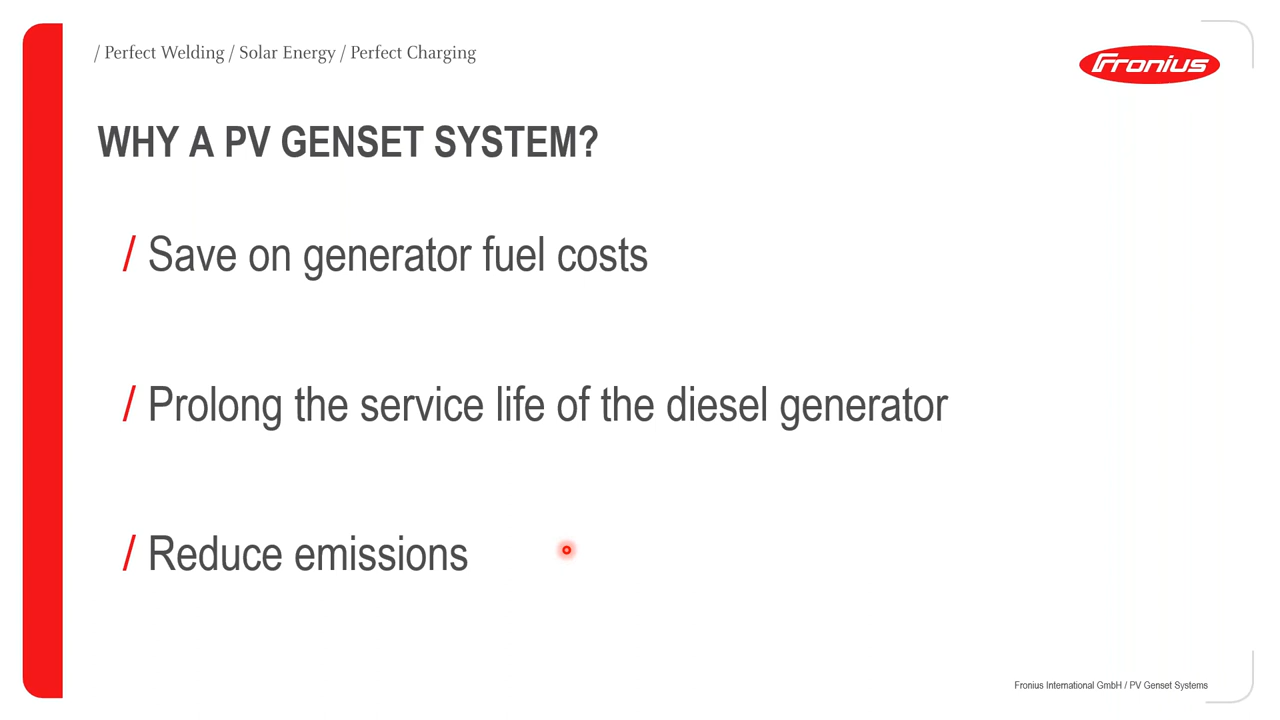 / Perfect Welding / Solar Energy / Perfect Charging
Fronius
WHY A PV GENSET SYSTEM?
/ Save on generator fuel costs
/ Prolong the service life of the diesel generator
/ Reduce emissions
Fronius International GmbH / PV Genset Systems